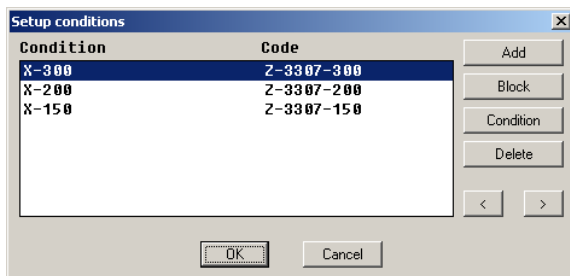 Setup conditions
Condition Code
X-300 Z-3307-300
X-200 Z-3307-200
X-150 Z-3307-150
Add
Block
Condition
Delete
< >
OK Cancel